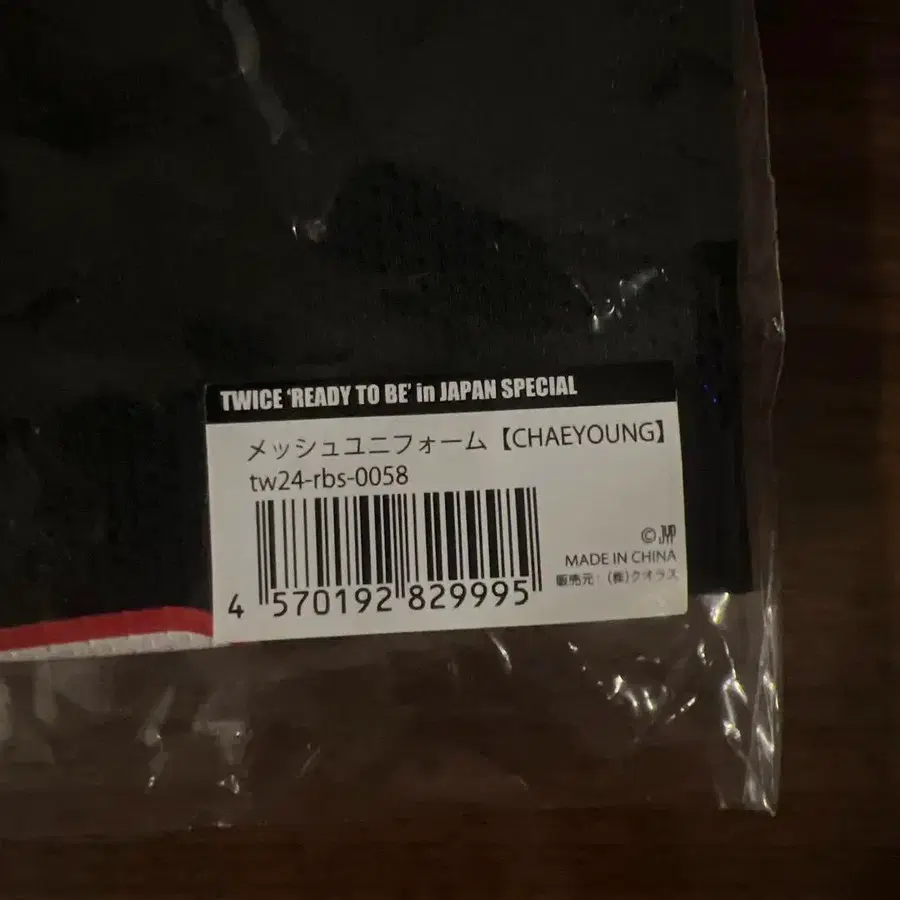 TWICE 'READY TO BE' in JAPAN SPECIAL
メッシュユニフォーム【CHAEYOUNG】
tw24-rbs-0058
© JYP
MADE IN CHINA
販売元：(株)クオラス
4 570192 829995